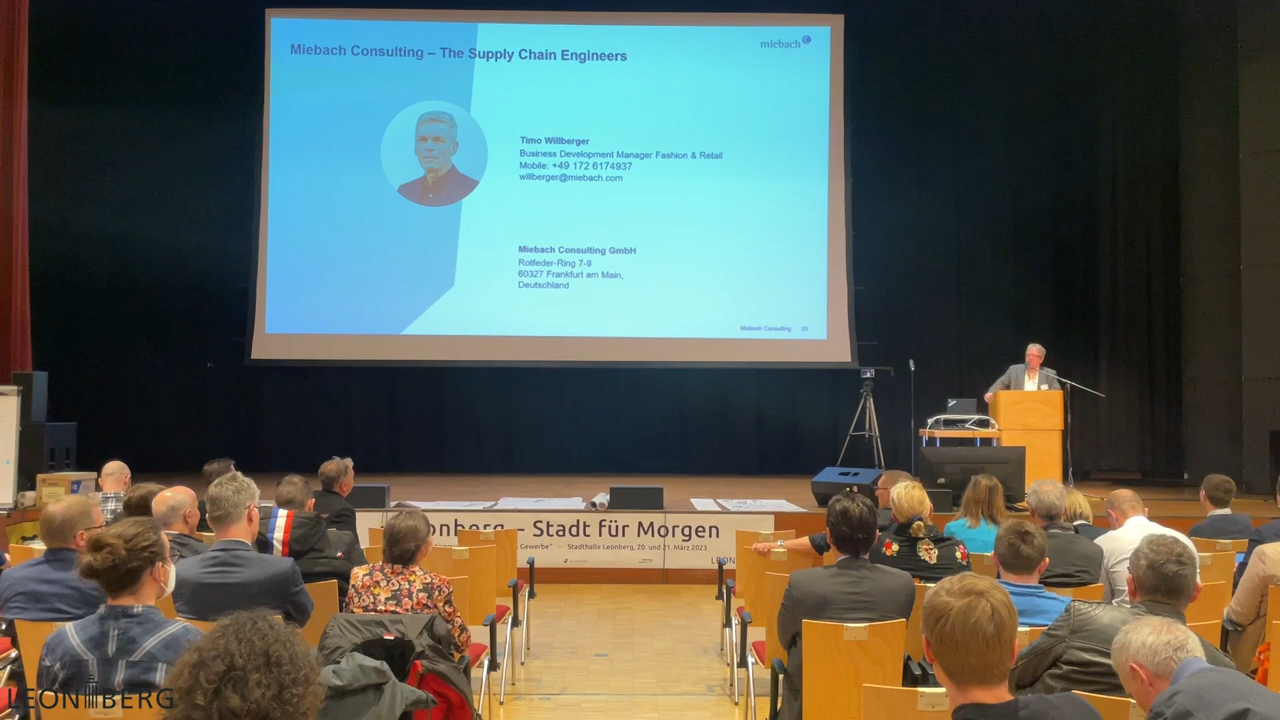 Miebach Consulting – The Supply Chain Engineers
miebach
Timo Willberger
Business Development Manager Fashion & Retail
Mobile: +49 172 6174937
willberger@miebach.com
Miebach Consulting GmbH
Rotfeder-Ring 7-9
60327 Frankfurt am Main,
Deutschland
Miebach Consulting 20
onberg – Stadt für Morgen
Gewerbe" - Stadthalle Leonberg, 20. und 21. März 2023
LEON
LEONBERG